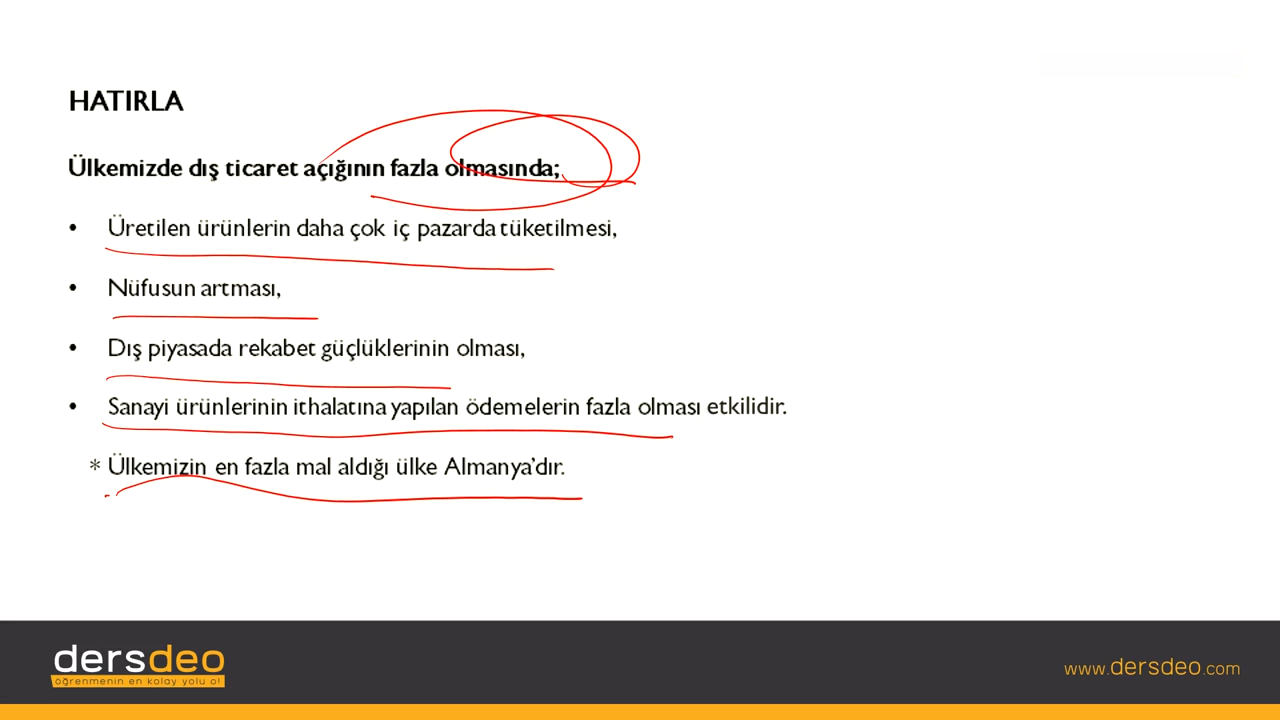 HATIRLA
Ülkemizde dış ticaret açığının fazla olmasında;
• Üretilen ürünlerin daha çok iç pazarda tüketilmesi,
• Nüfusun artması,
• Dış piyasada rekabet güçlüklerinin olması,
• Sanayi ürünlerinin ithalatına yapılan ödemelerin fazla olması etkilidir.
* Ülkemizin en fazla mal aldığı ülke Almanya'dır.
dersdeo
öğrenmenin en kolay yolu o!
www.dersdeo.com